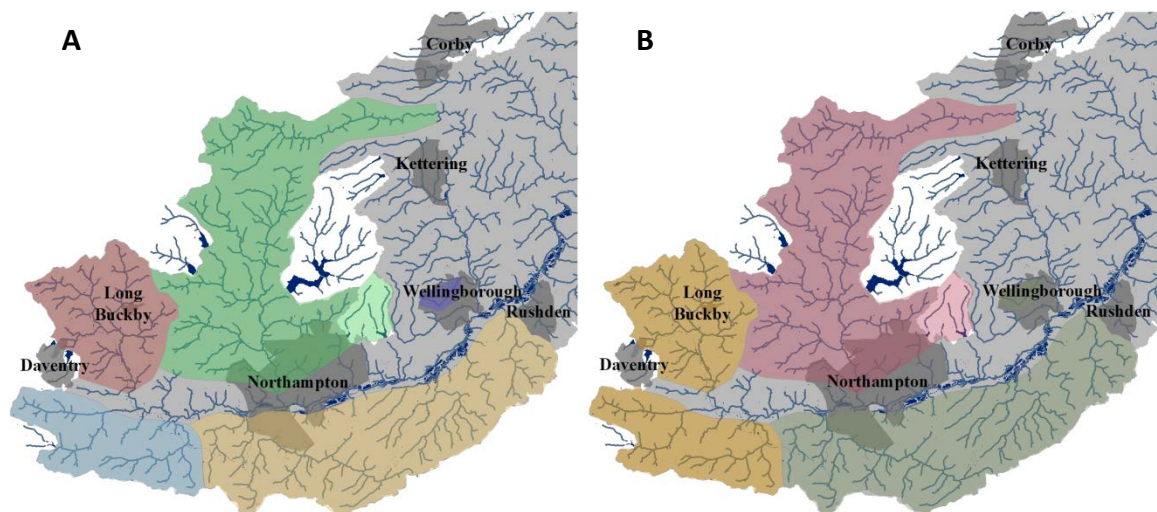 A
Corby
Kettering
Long
Buckby
Wellingborough
Rushden
Daventry
Northampton
B
Corby
Kettering
Long
Buckby
Wellingborough
Rushden
Daventry
Northampton